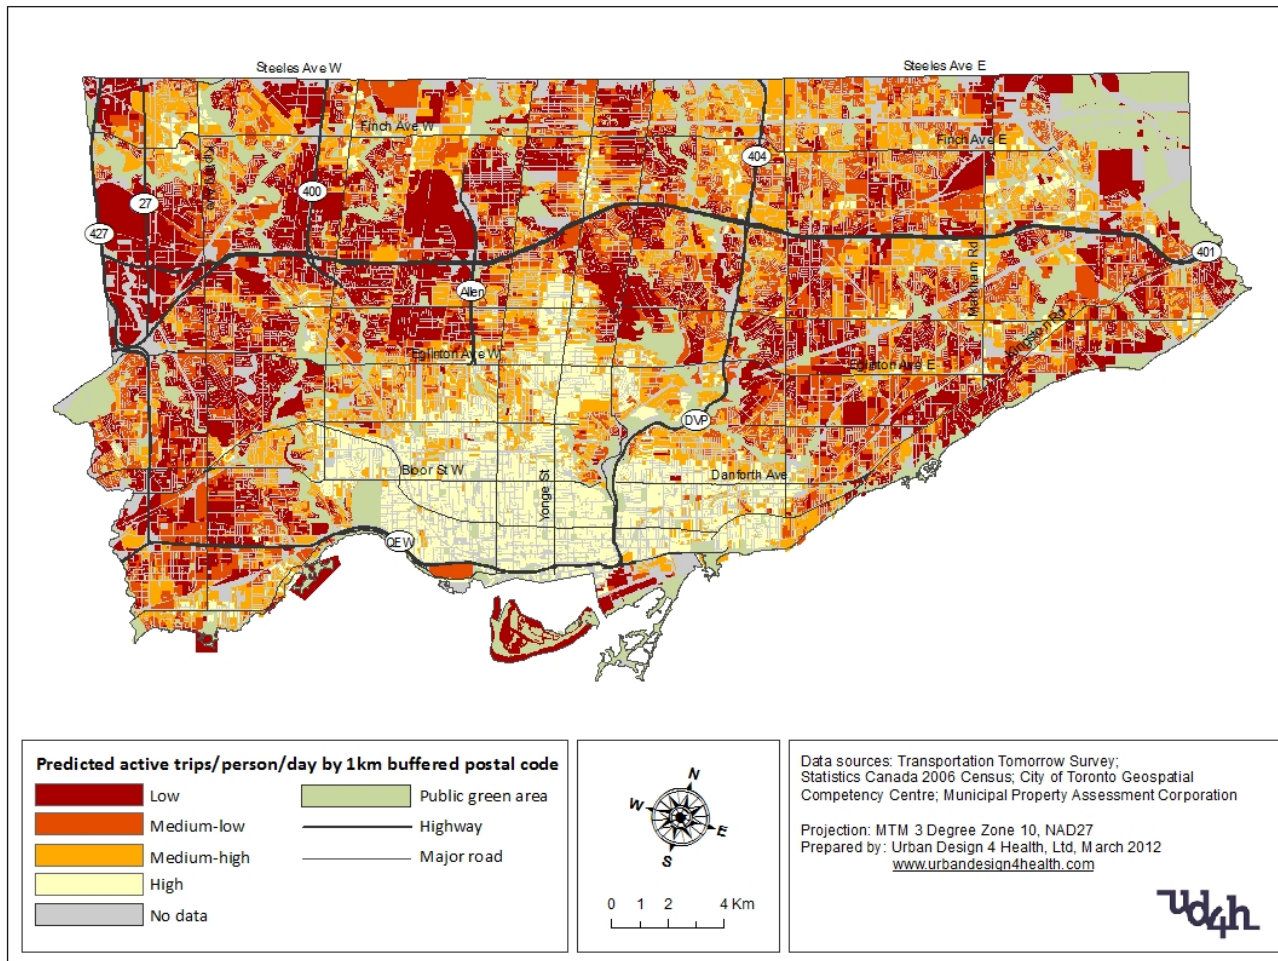 Steeles Ave W
Steeles Ave E
Finch Ave W
Finch Ave E
404
400
27
427
401
Markham Rd
Allen
Kingston Rd
Eglinton Ave W
Eglinton Ave E
DVP
Bloor St W
Danforth Ave
Yonge St
QEW
Predicted active trips/person/day by 1km buffered postal code
Low
Medium-low
Medium-high
High
No data
Public green area
Highway
Major road
N
W
E
S
0 1 2 4 Km
Data sources: Transportation Tomorrow Survey;
Statistics Canada 2006 Census; City of Toronto Geospatial
Competency Centre; Municipal Property Assessment Corporation
Projection: MTM 3 Degree Zone 10, NAD27
Prepared by: Urban Design 4 Health, Ltd, March 2012
www.urbandesign4health.com
ud4h